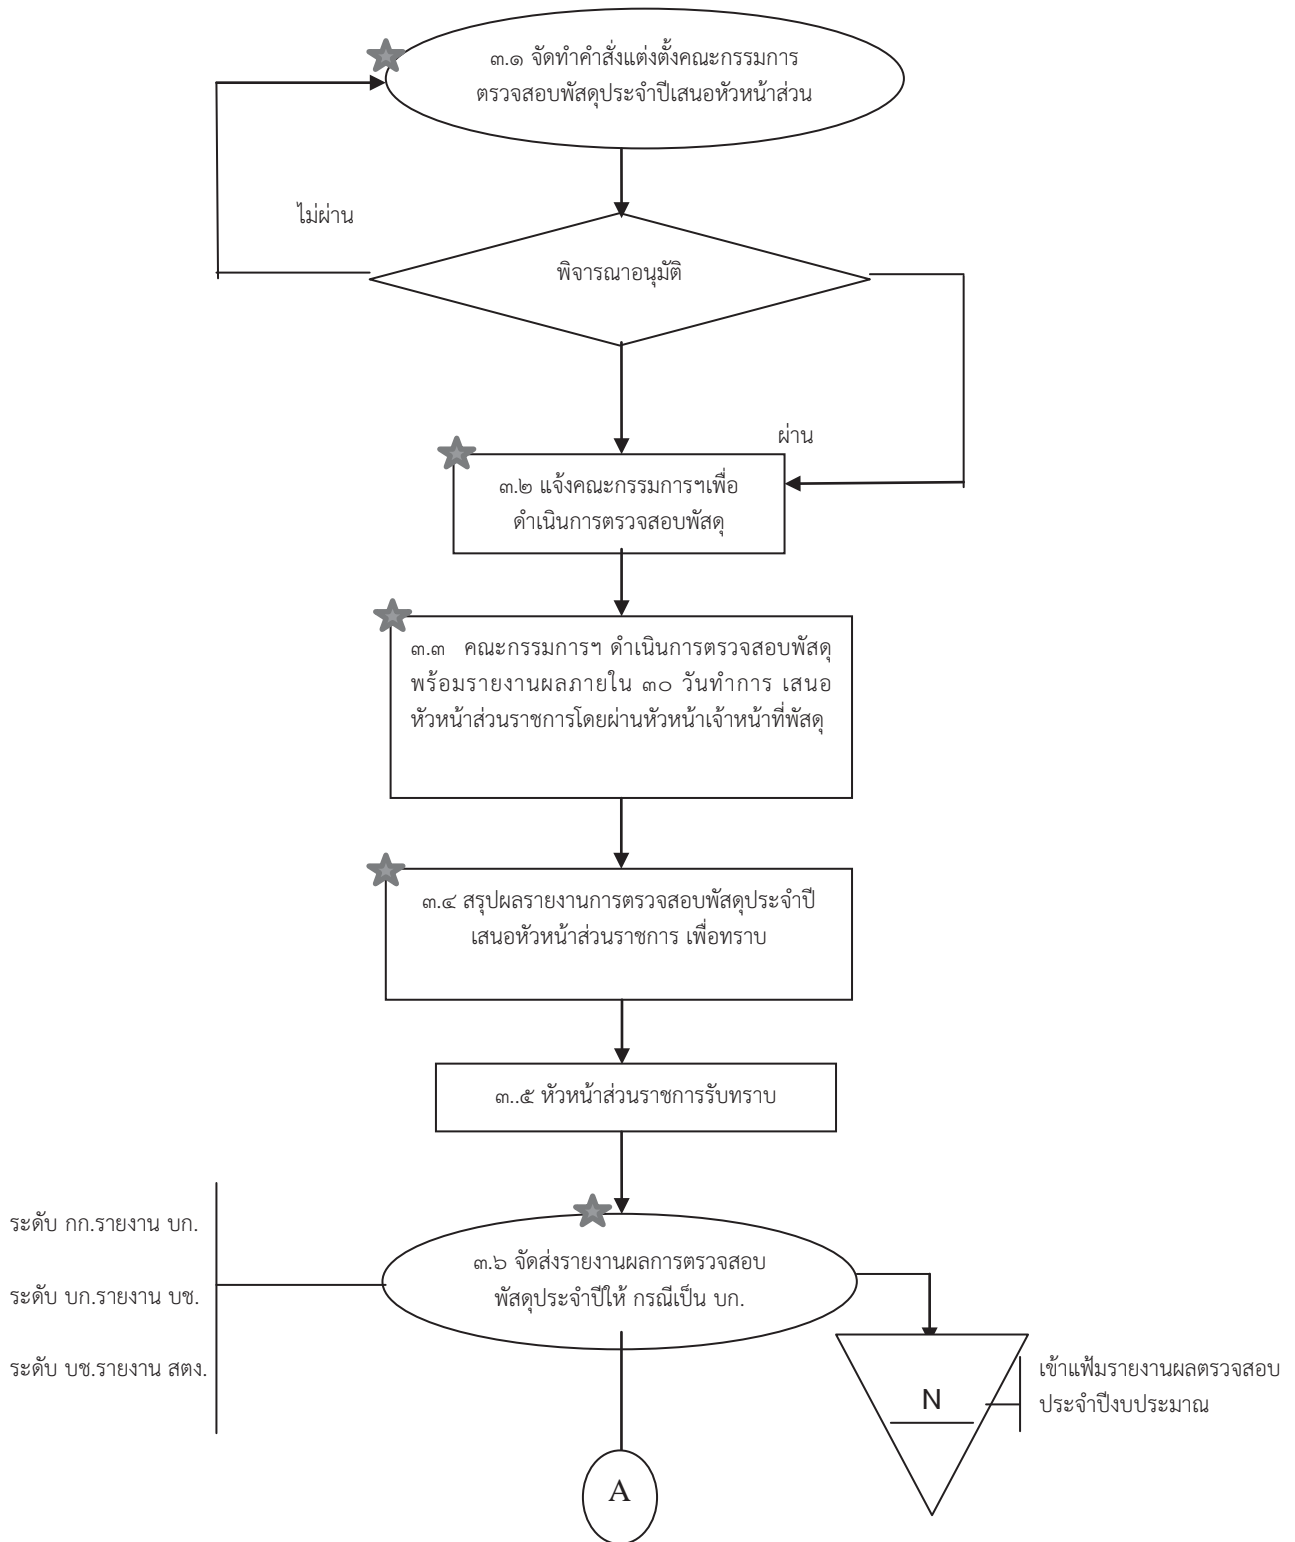 ๓.๑ จัดทำคำสั่งแต่งตั้งคณะกรรมการ
ตรวจสอบพัสดุประจำปีเสนอหัวหน้าส่วน
ไม่ผ่าน
พิจารณาอนุมัติ
ผ่าน
๓.๒ แจ้งคณะกรรมการฯเพื่อ
ดำเนินการตรวจสอบพัสดุ
๓.๓ คณะกรรมการฯ ดำเนินการตรวจสอบพัสดุ
พร้อมรายงานผลภายใน ๓๐ วันทำการ เสนอ
หัวหน้าส่วนราชการโดยผ่านหัวหน้าเจ้าหน้าที่พัสดุ
๓.๔ สรุปผลรายงานการตรวจสอบพัสดุประจำปี
เสนอหัวหน้าส่วนราชการ เพื่อทราบ
๓..๕ หัวหน้าส่วนราชการรับทราบ
ระดับ กก.รายงาน บก.
ระดับ บก.รายงาน บช.
ระดับ บช.รายงาน สตง.
๓.๖ จัดส่งรายงานผลการตรวจสอบ
พัสดุประจำปีให้ กรณีเป็น บก.
N
เข้าแฟ้มรายงานผลตรวจสอบ
ประจำปีงบประมาณ
A